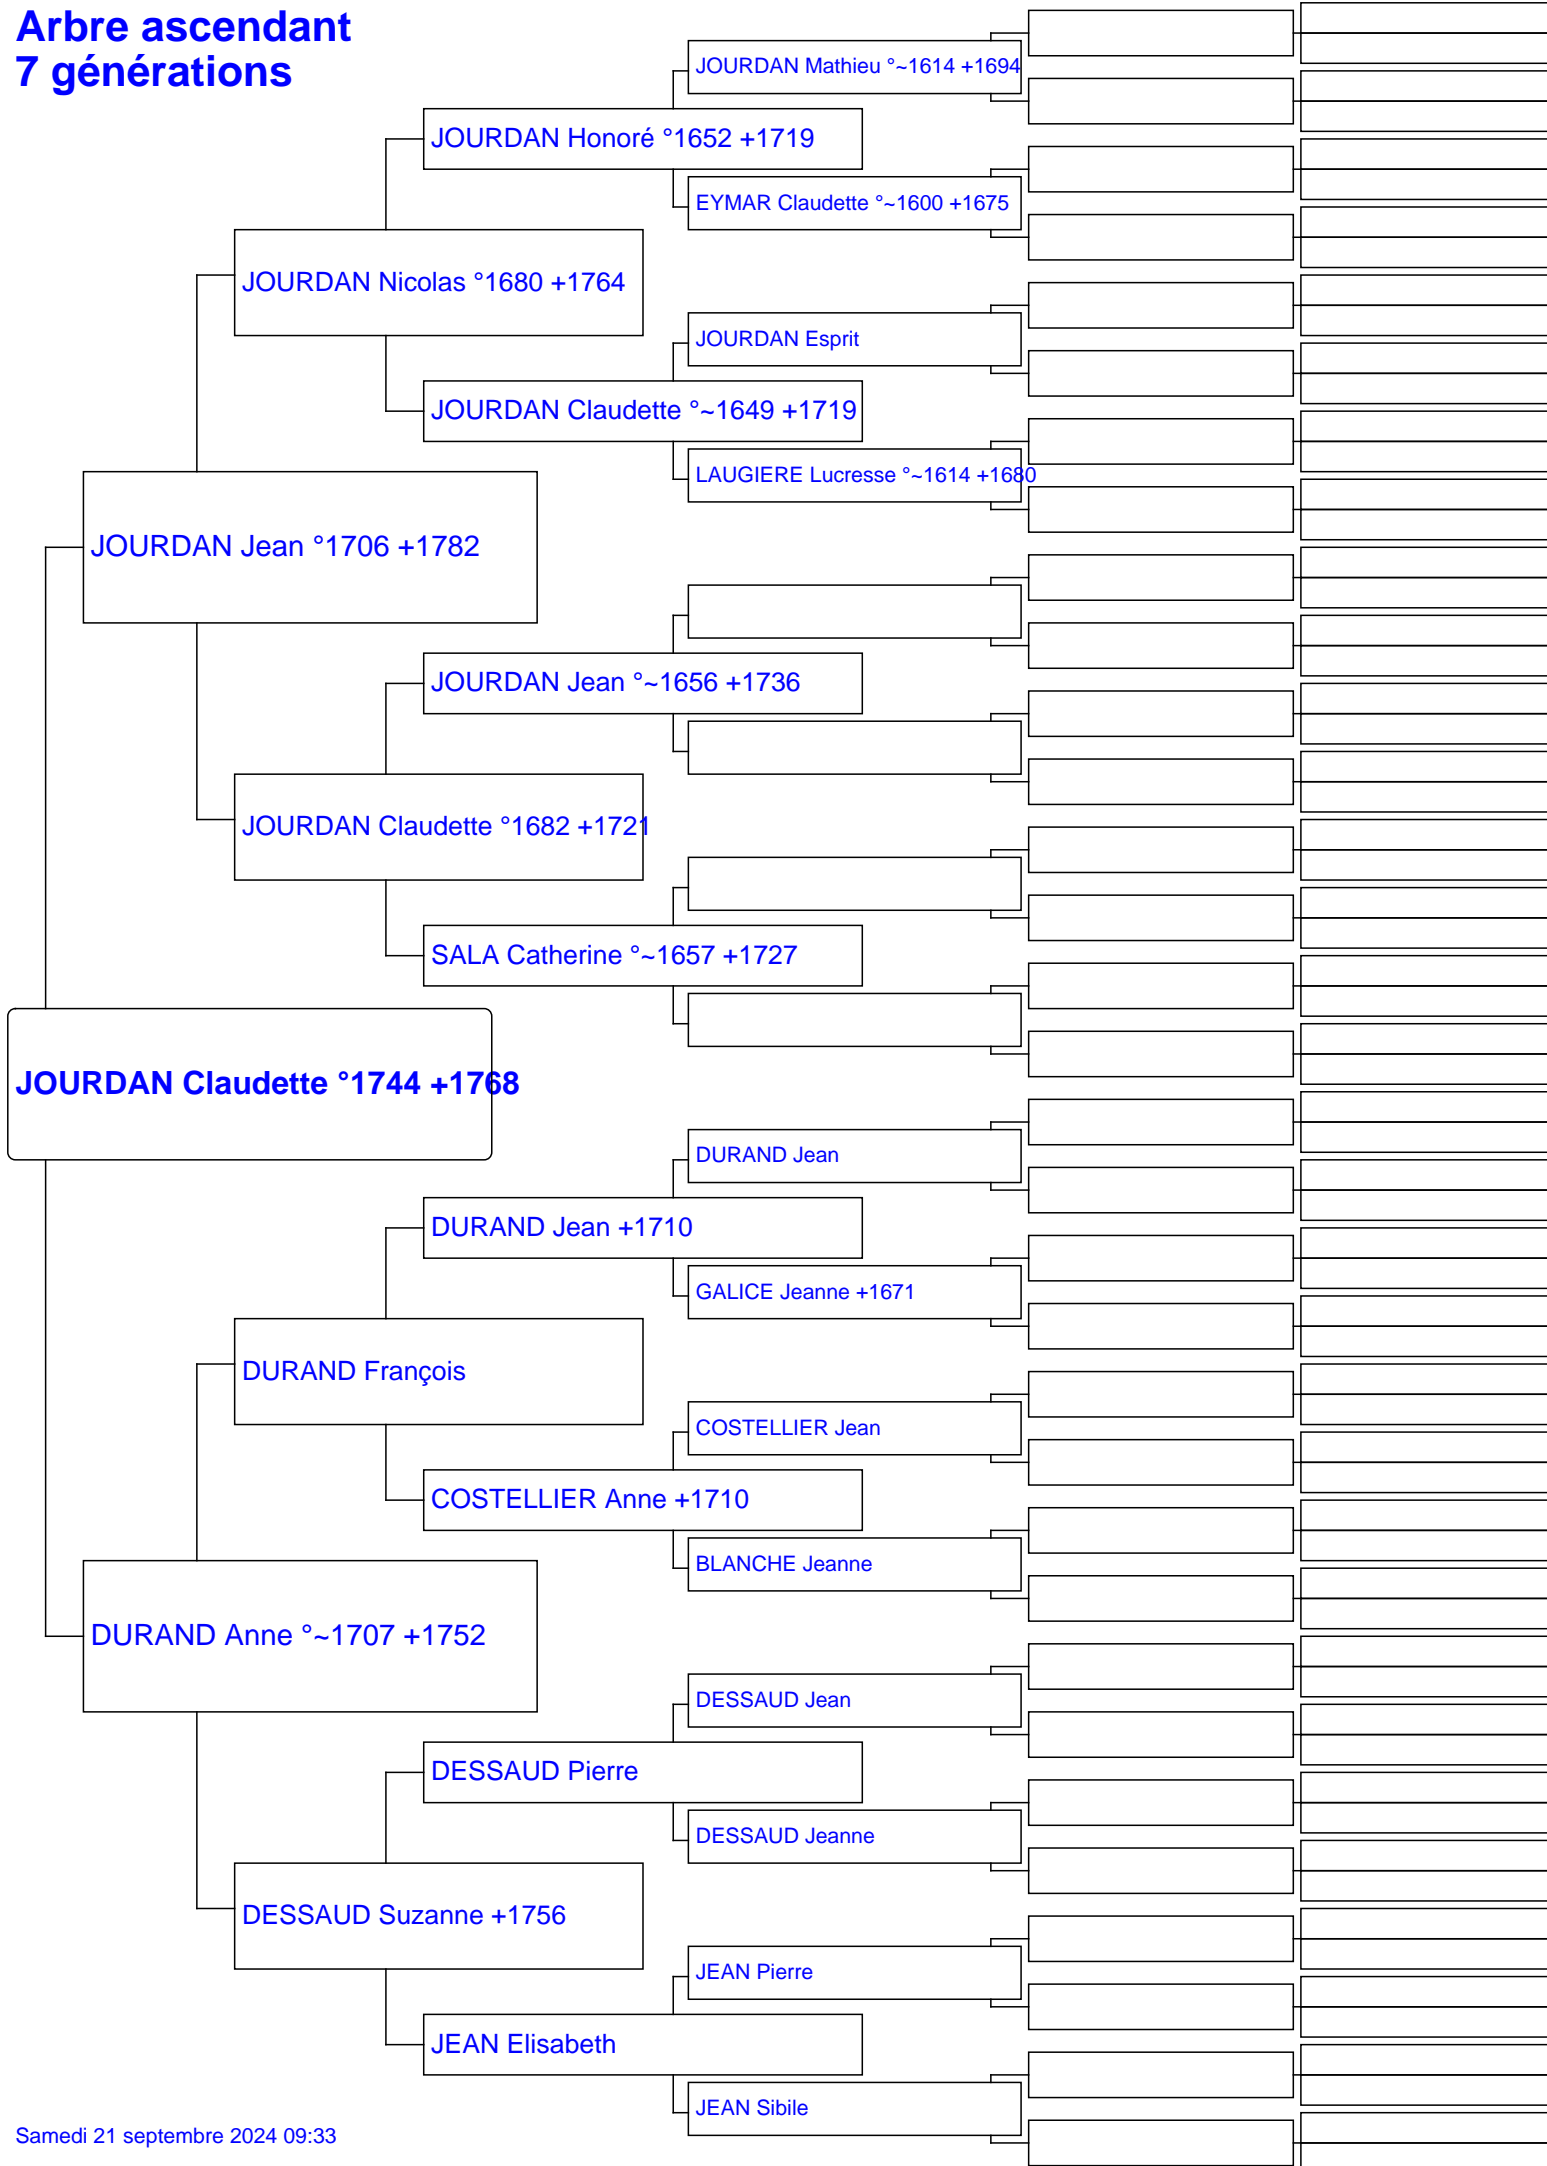 Arbre ascendant
7 générations
JOURDAN Mathieu °~1614 +1694
JOURDAN Honoré °1652 +1719
EYMAR Claudette °~1600 +1675
JOURDAN Nicolas °1680 +1764
JOURDAN Esprit
JOURDAN Claudette °~1649 +1719
LAUGIERE Lucresse °~1614 +1680
JOURDAN Jean °1706 +1782
JOURDAN Jean °~1656 +1736
JOURDAN Claudette °1682 +1721
SALA Catherine °~1657 +1727
JOURDAN Claudette °1744 +1768
DURAND Jean
DURAND Jean +1710
GALICE Jeanne +1671
DURAND François
COSTELLIER Jean
COSTELLIER Anne +1710
BLANCHE Jeanne
DURAND Anne °~1707 +1752
DESSAUD Jean
DESSAUD Pierre
DESSAUD Jeanne
DESSAUD Suzanne +1756
JEAN Pierre
JEAN Elisabeth
JEAN Sibile
Samedi 21 septembre 2024 09:33